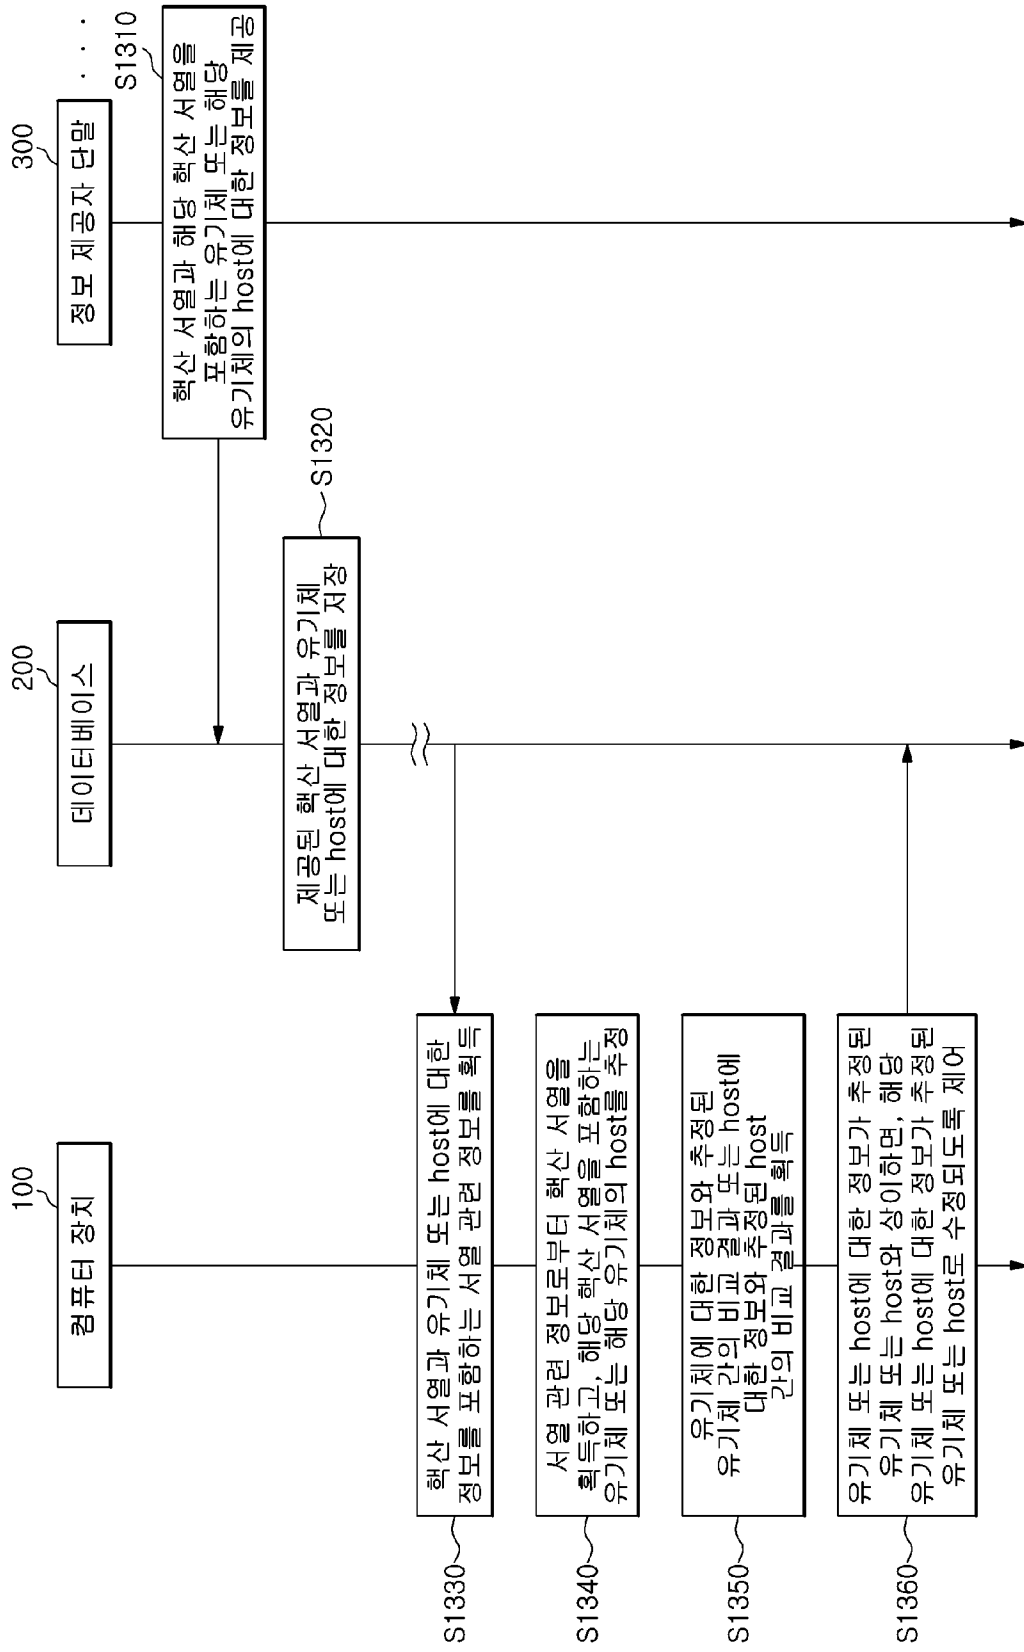 100
컴퓨터 장치
200
데이터베이스
300
정보 제공자 단말
· · ·
S1310
핵산 서열과 해당 핵산 서열을
포함하는 유기체 또는 해당
유기체의 host에 대한 정보를 제공
S1320
제공된 핵산 서열과 유기체
또는 host에 대한 정보를 저장
S1330
핵산 서열과 유기체 또는 host에 대한
정보를 포함하는 서열 관련 정보를 획득
S1340
서열 관련 정보로부터 핵산 서열을
획득하고, 해당 핵산 서열을 포함하는
유기체 또는 해당 유기체의 host를 추정
S1350
유기체에 대한 정보와 추정된
유기체 간의 비교 결과 또는 host에
대한 정보와 추정된 host
간의 비교 결과를 획득
S1360
유기체 또는 host에 대한 정보가 추정된
유기체 또는 host와 상이하면, 해당
유기체 또는 host에 대한 정보가 추정된
유기체 또는 host로 수정되도록 제어